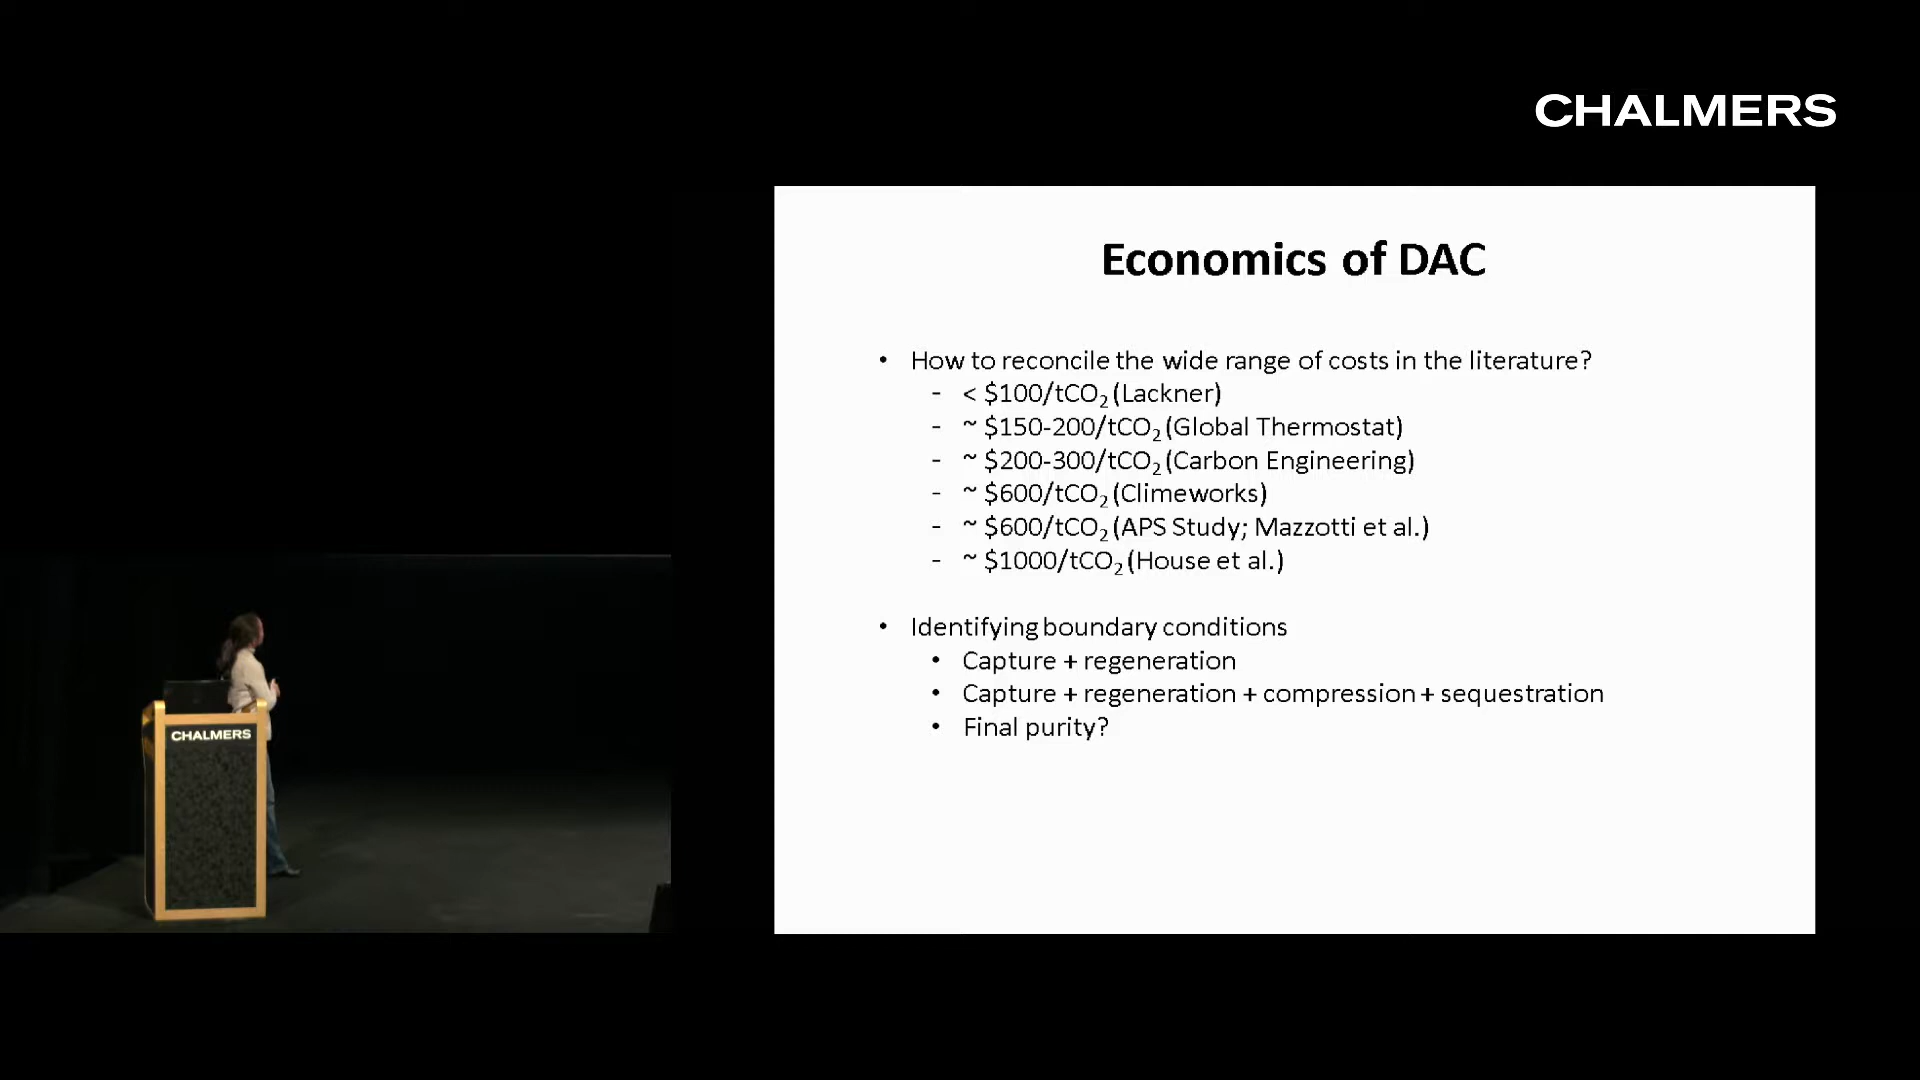 CHALMERS
Economics of DAC
• How to reconcile the wide range of costs in the literature?
- < $100/tCO₂ (Lackner)
- ~ $150-200/tCO₂ (Global Thermostat)
- ~ $200-300/tCO₂ (Carbon Engineering)
- ~ $600/tCO₂ (Climeworks)
- ~ $600/tCO₂ (APS Study; Mazzotti et al.)
- ~ $1000/tCO₂ (House et al.)
• Identifying boundary conditions
• Capture + regeneration
• Capture + regeneration + compression + sequestration
• Final purity?
CHALMERS